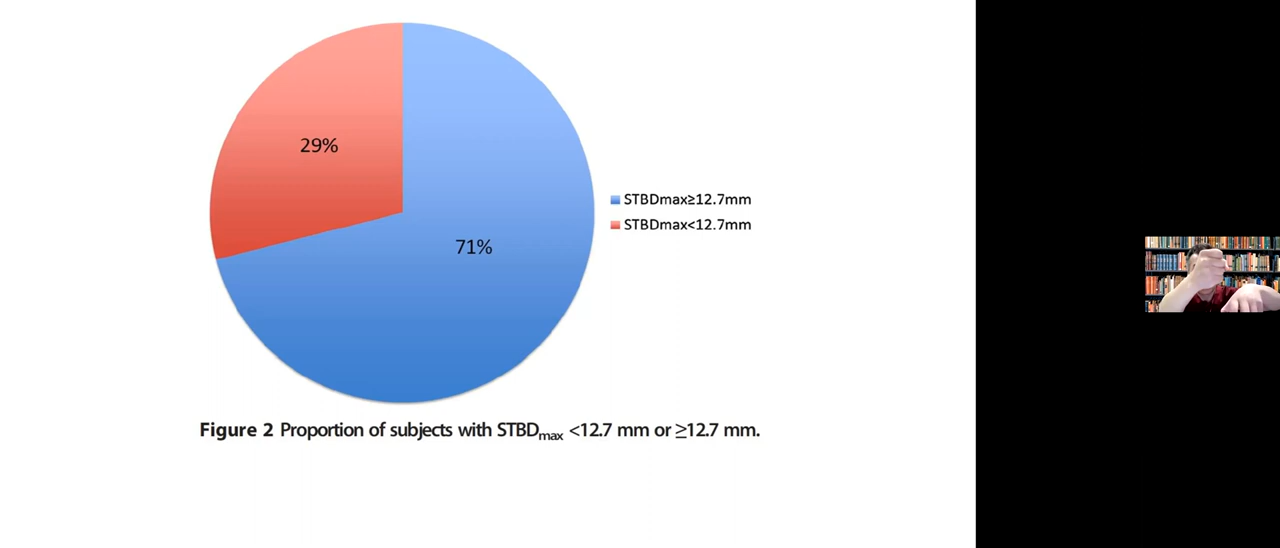 29%
71%
STBDmax≥12.7mm
STBDmax<12.7mm
Figure 2 Proportion of subjects with STBDmax <12.7 mm or ≥12.7 mm.